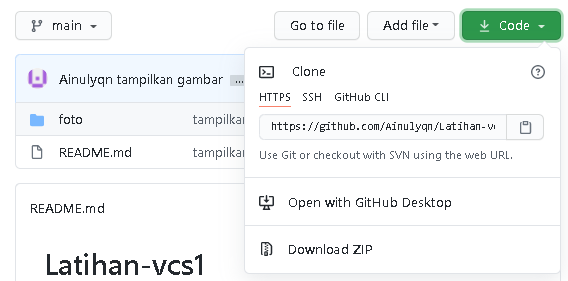 main
Go to file
Add file
Code
Ainulyqn tampilkan gambar ...
Clone
HTTPS SSH GitHub CLI
https://github.com/Ainulyqn/Latihan-vc
Use Git or checkout with SVN using the web URL.
foto tampilkan
README.md tampilkan
Open with GitHub Desktop
Download ZIP
README.md
Latihan-vcs1